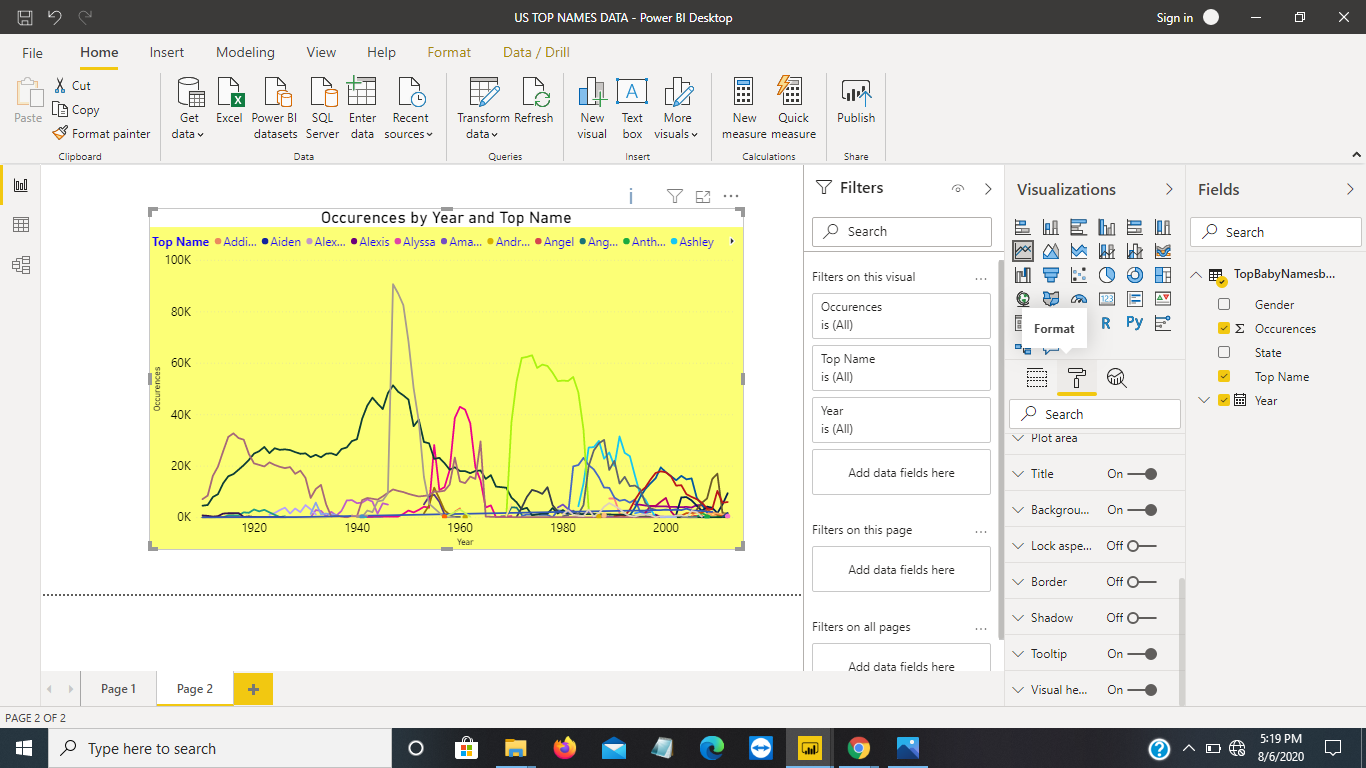 US TOP NAMES DATA - Power BI Desktop
Sign in
File Home Insert Modeling View Help Format Data / Drill
Paste
Cut
Copy
Format painter
Clipboard
Get data
Excel
Power BI datasets
SQL Server
Enter data
Recent sources
Data
Transform data
Refresh
Queries
New visual
Text box
More visuals
Insert
New measure
Quick measure
Calculations
Publish
Share
Occurences by Year and Top Name
Top Name Addi... Aiden Alex... Alexis Alyssa Ama... Andr... Angel Ang... Anth... Ashley
100K
80K
60K
40K
20K
0K
Occurences
1920 1940 1960 1980 2000
Year
Filters
Search
Filters on this visual ...
Occurences
is (All)
Top Name
is (All)
Year
is (All)
Add data fields here
Filters on this page ...
Add data fields here
Filters on all pages ...
Add data fields here
Visualizations
R Py
123
Format
Search
Plot area
Title On
Backgrou... On
Lock aspe... Off
Border Off
Shadow Off
Tooltip On
Visual he... On
Fields
Search
TopBabyNamesb...
Gender
Σ Occurences
State
Top Name
Year
Page 1 Page 2 +
PAGE 2 OF 2
Type here to search
5:19 PM
8/6/2020